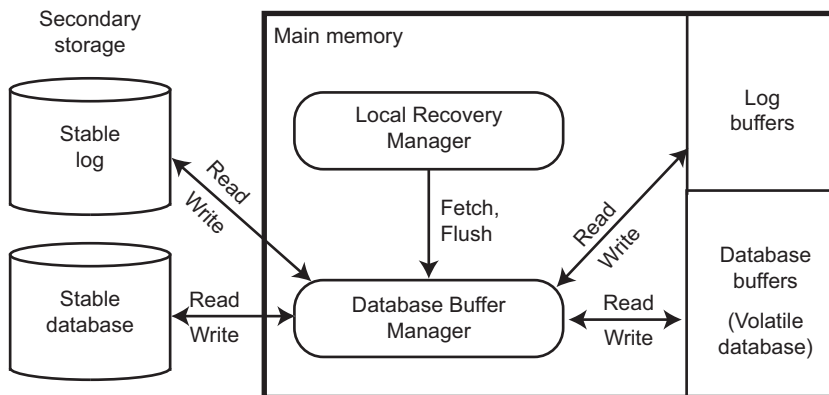 Secondary
storage
Main memory
Stable
log
Local Recovery
Manager
Log
buffers
Read
Write
Fetch,
Flush
Read
Write
Stable
database
Read
Write
Database Buffer
Manager
Read
Write
Database
buffers
(Volatile
database)